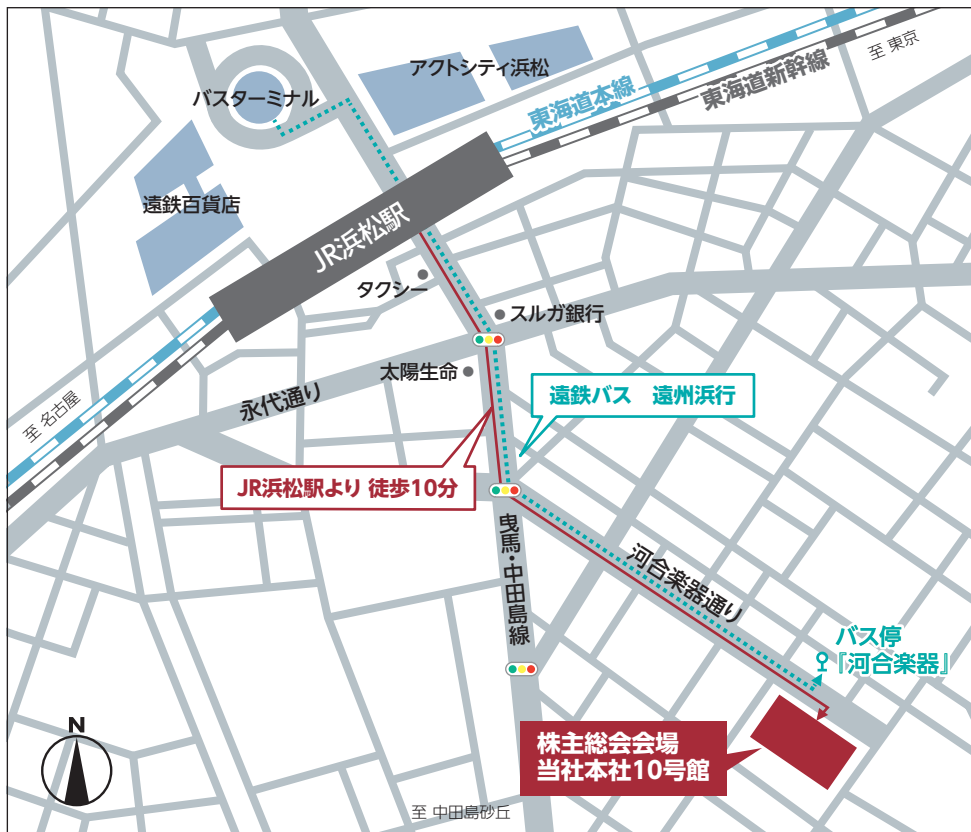 アクトシティ浜松
バスターミナル
東海道本線
東海道新幹線
至 東京
遠鉄百貨店
JR浜松駅
タクシー
スルガ銀行
太陽生命
永代通り
至 名古屋
遠鉄バス　遠州浜行
JR浜松駅より 徒歩10分
曳馬・中田島線
河合楽器通り
バス停
『河合楽器』
株主総会会場
当社本社10号館
N
至 中田島砂丘